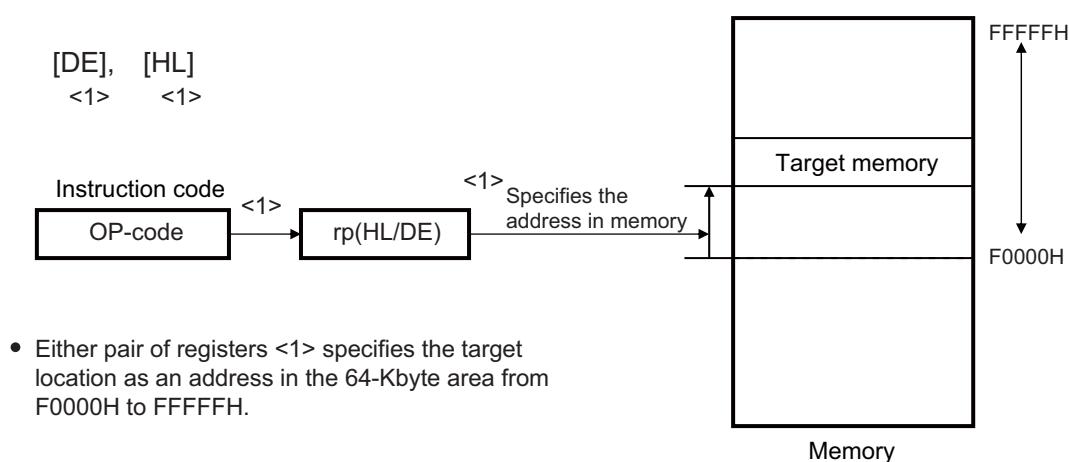 [DE], [HL]
<1> <1>
Instruction code
OP-code
<1>
rp(HL/DE)
<1>
Specifies the
address in memory
Target memory
FFFFFH
F0000H
Memory
• Either pair of registers <1> specifies the target
location as an address in the 64-Kbyte area from
F0000H to FFFFFH.